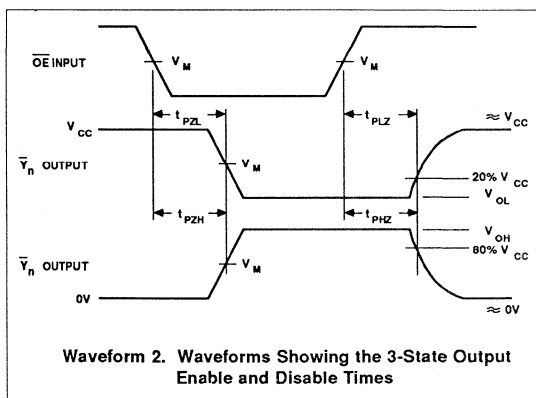 OE INPUT
V M
V M
t PZL
t PLZ
V CC
≈ V CC
Y n OUTPUT
V M
20% V CC
V OL
t PZH
t PHZ
V OH
80% V CC
Y n OUTPUT
V M
0V
≈ 0V
Waveform 2. Waveforms Showing the 3-State Output
Enable and Disable Times